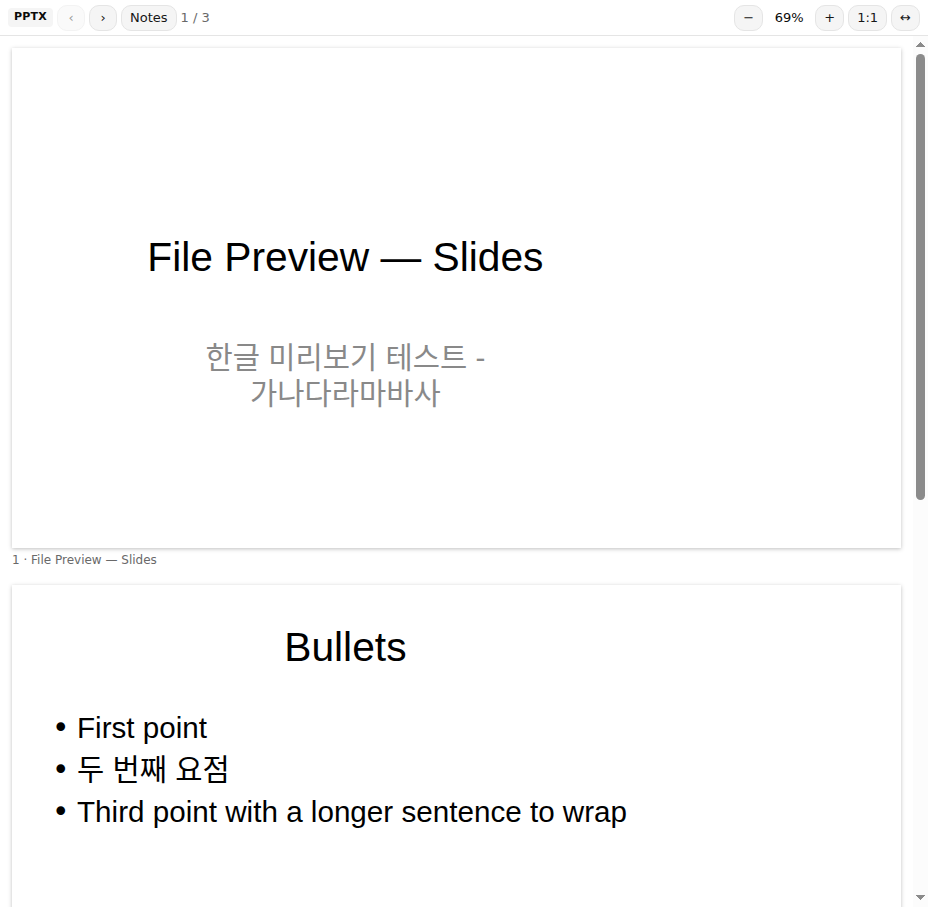 PPTX ‹ › Notes 1 / 3 − 69% + 1:1 ↔
File Preview — Slides
한글 미리보기 테스트 -
가나다라마바사
1 · File Preview — Slides
Bullets
• First point
• 두 번째 요점
• Third point with a longer sentence to wrap